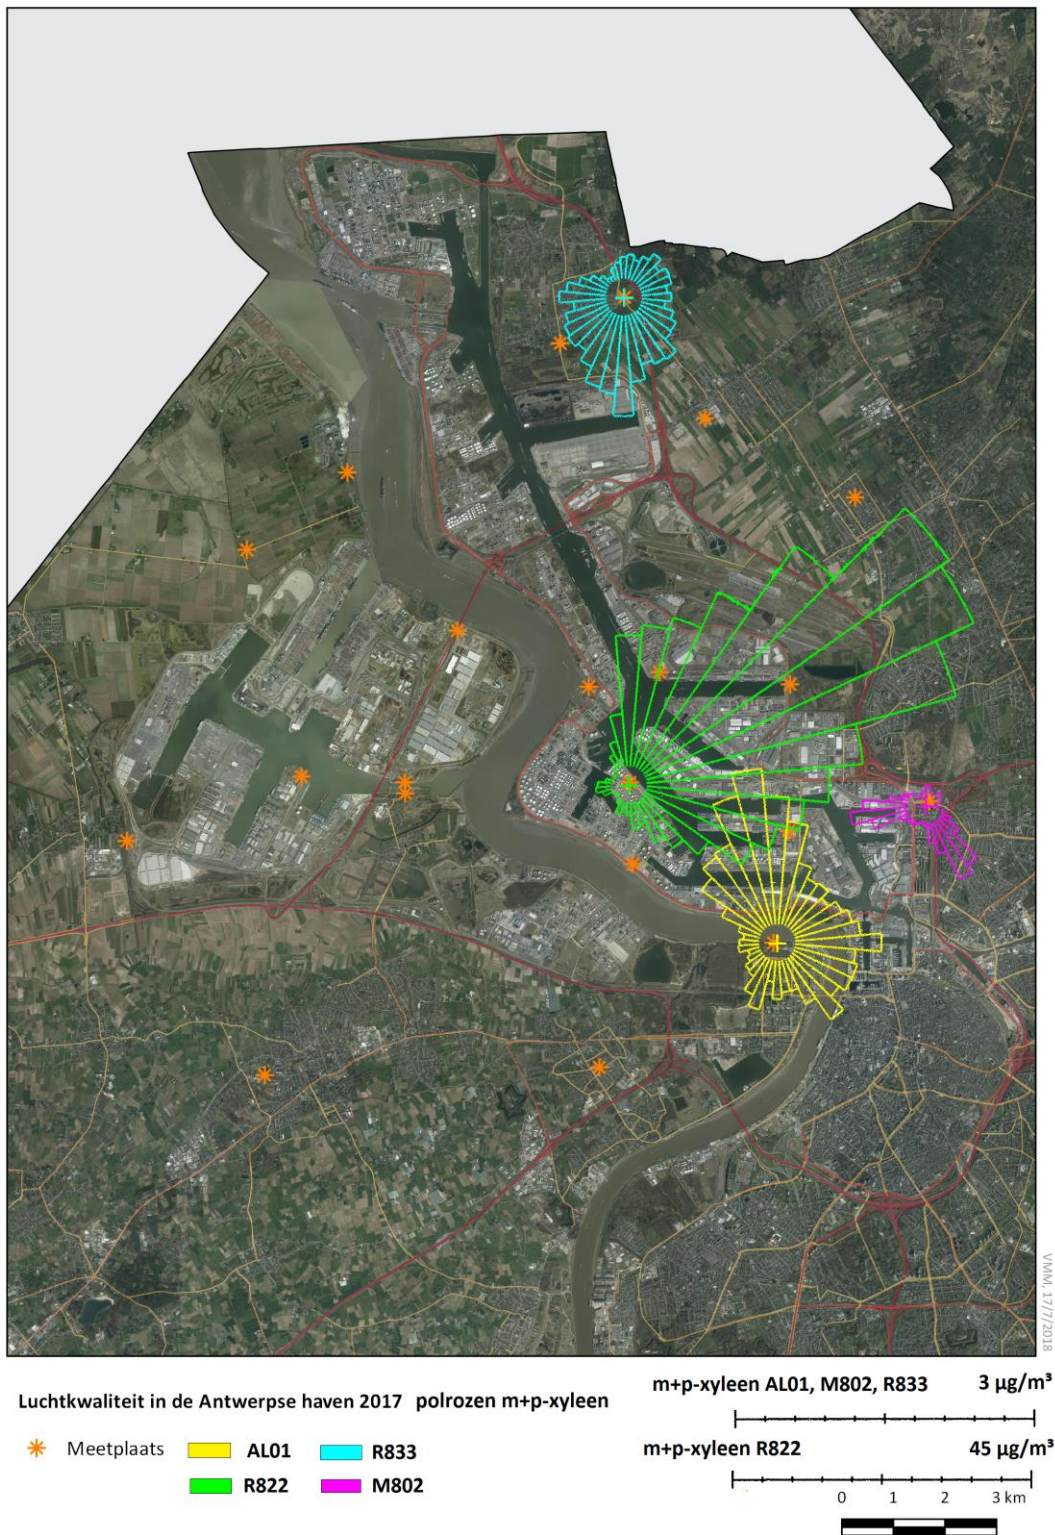 VMM, 17/7/2018
Luchtkwaliteit in de Antwerpse haven 2017 polrozen m+p-xyleen
Meetplaats
AL01
R833
R822
M802
m+p-xyleen AL01, M802, R833 3 µg/m³
m+p-xyleen R822 45 µg/m³
0 1 2 3 km